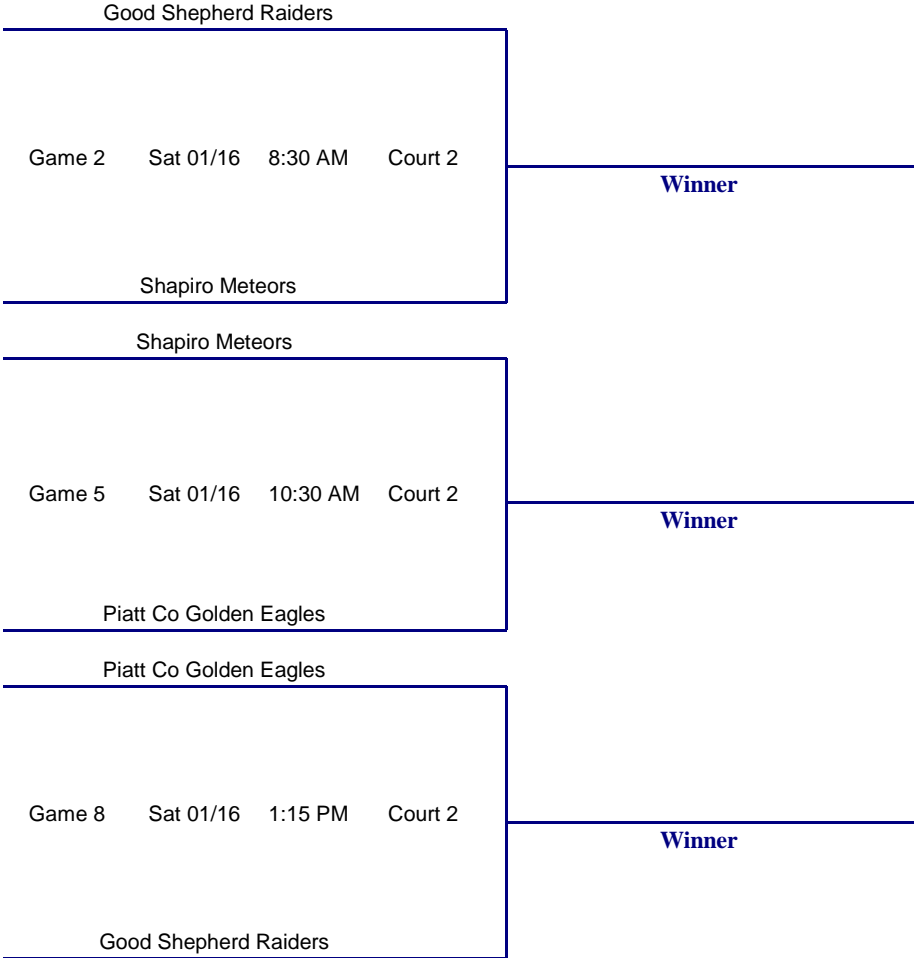 Good Shepherd Raiders
Game 2 Sat 01/16 8:30 AM Court 2
Winner
Shapiro Meteors
Shapiro Meteors
Game 5 Sat 01/16 10:30 AM Court 2
Winner
Piatt Co Golden Eagles
Piatt Co Golden Eagles
Game 8 Sat 01/16 1:15 PM Court 2
Winner
Good Shepherd Raiders